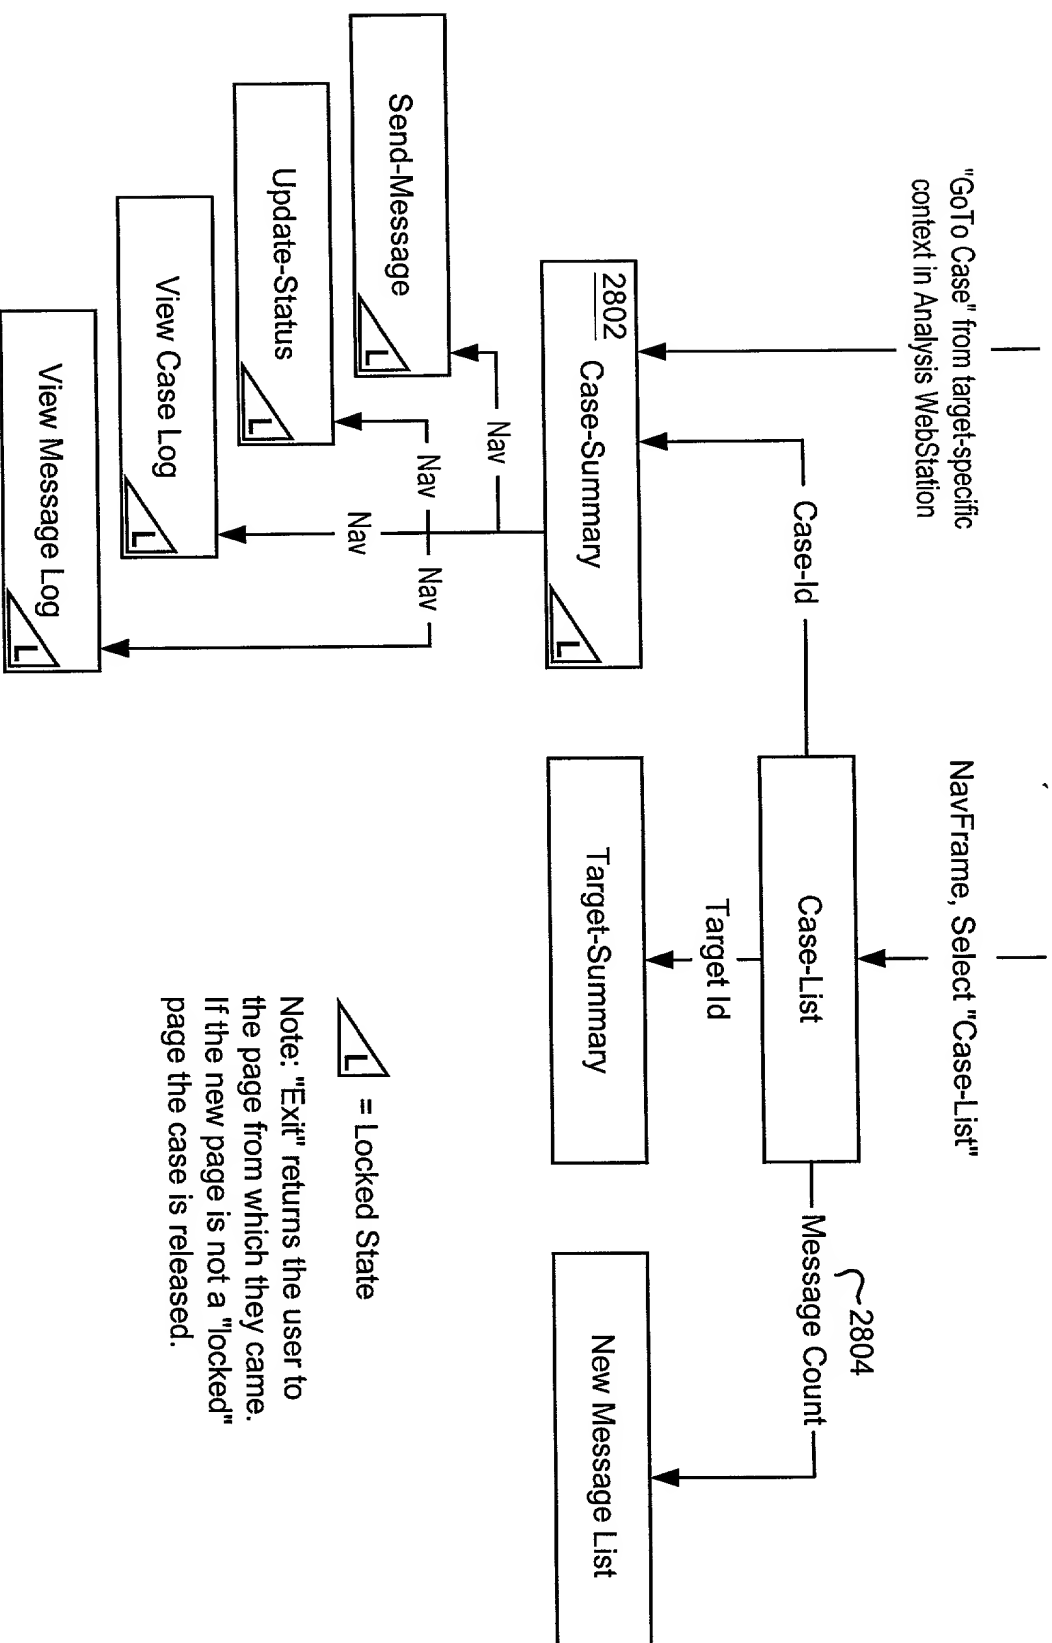 "GoTo Case" from target-specific
context in Analysis WebStation
NavFrame, Select "Case-List"
Case-Id
Case-List
Message Count
2804
Target Id
2802 Case-Summary
L
Target-Summary
New Message List
Nav
Nav
Nav
Nav
Send-Message
L
Update-Status
L
View Case Log
L
View Message Log
L
L = Locked State
Note: "Exit" returns the user to
the page from which they came.
If the new page is not a "locked"
page the case is released.